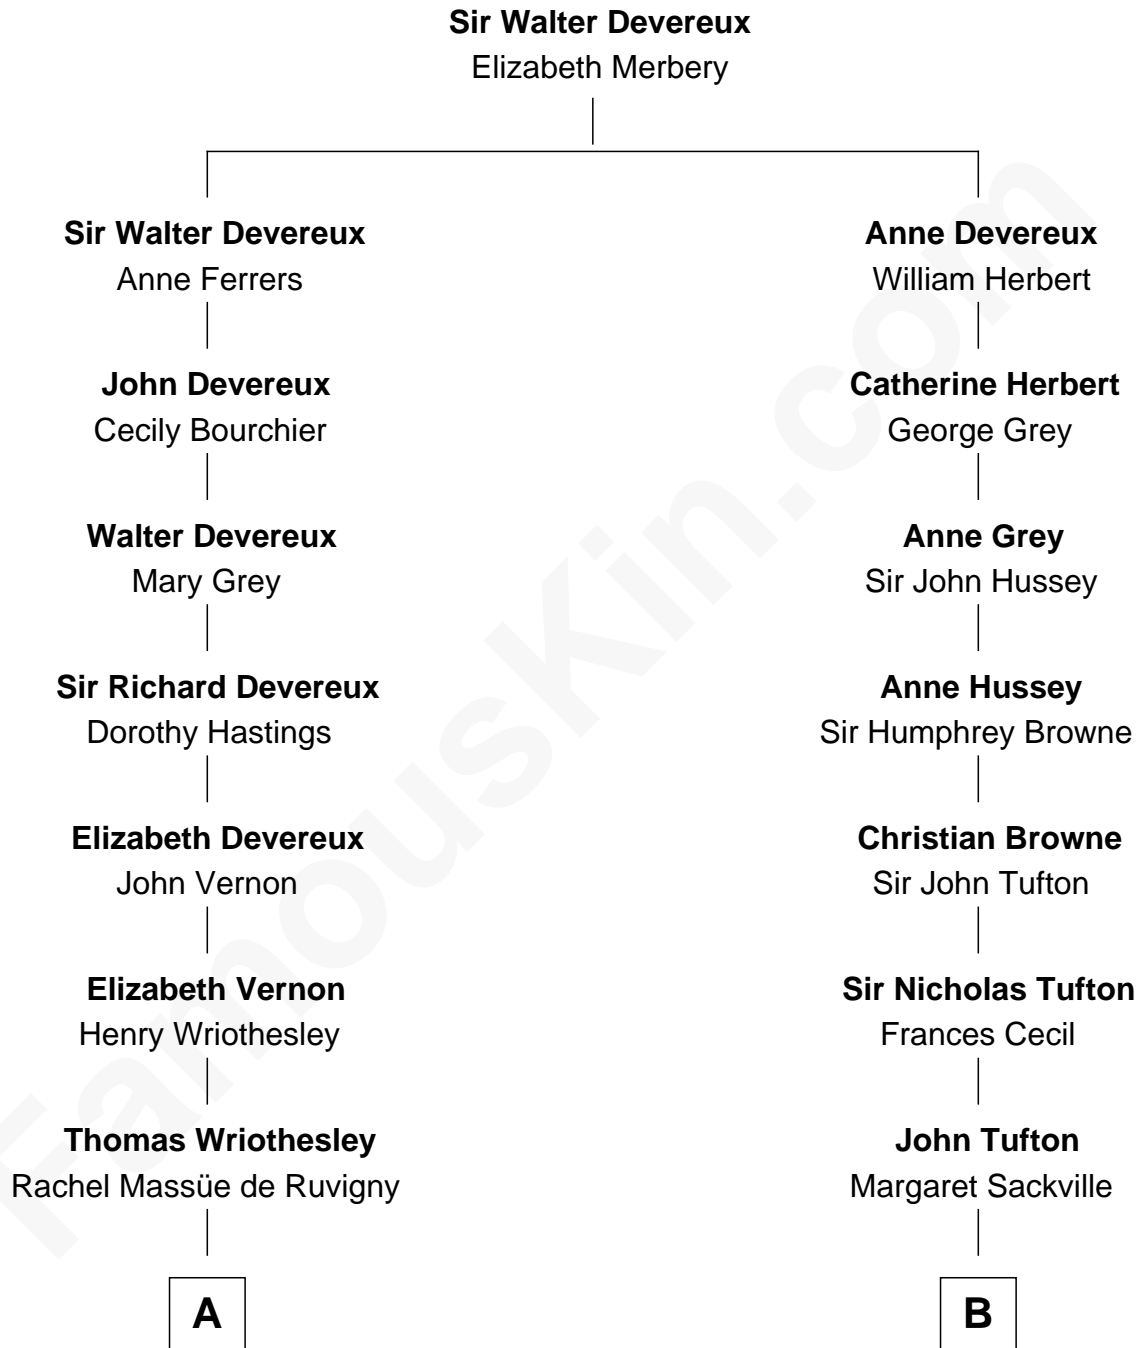 Sir Walter Devereux
Elizabeth Merbery
Sir Walter Devereux
Anne Ferrers
Anne Devereux
William Herbert
John Devereux
Cecily Bourchier
Catherine Herbert
George Grey
Walter Devereux
Mary Grey
Anne Grey
Sir John Hussey
Sir Richard Devereux
Dorothy Hastings
Anne Hussey
Sir Humphrey Browne
Elizabeth Devereux
John Vernon
Christian Browne
Sir John Tufton
Elizabeth Vernon
Henry Wriothesley
Sir Nicholas Tufton
Frances Cecil
Thomas Wriothesley
Rachel Massüe de Ruvigny
John Tufton
Margaret Sackville
A
B
FamousKin.com